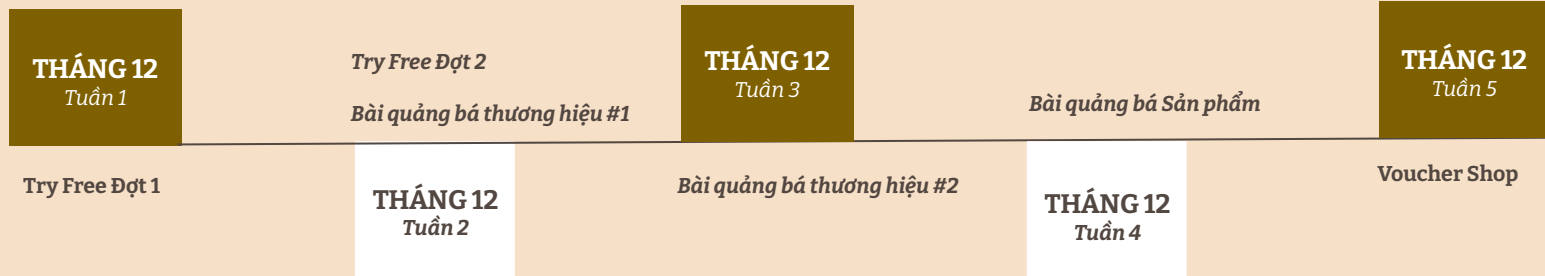 THÁNG 12
Tuần 1
Try Free Đợt 1
Try Free Đợt 2
Bài quảng bá thương hiệu #1
THÁNG 12
Tuần 2
THÁNG 12
Tuần 3
Bài quảng bá thương hiệu #2
Bài quảng bá Sản phẩm
THÁNG 12
Tuần 4
THÁNG 12
Tuần 5
Voucher Shop